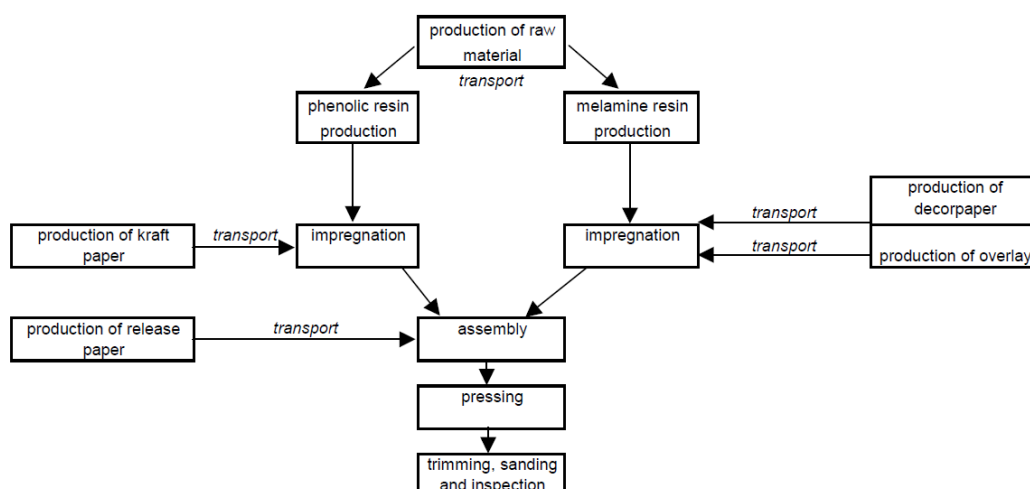 production of raw
material
transport
phenolic resin
production
melamine resin
production
production of
decorpaper
transport
production of kraft
paper
transport
impregnation
impregnation
transport
production of overlay
production of release
paper
transport
assembly
pressing
trimming, sanding
and inspection